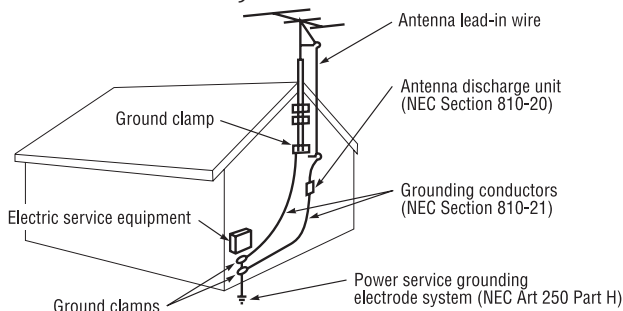 Antenna lead-in wire
Antenna discharge unit
(NEC Section 810-20)
Ground clamp
Grounding conductors
(NEC Section 810-21)
Electric service equipment
Power service grounding
electrode system (NEC Art 250 Part H)
Ground clamps